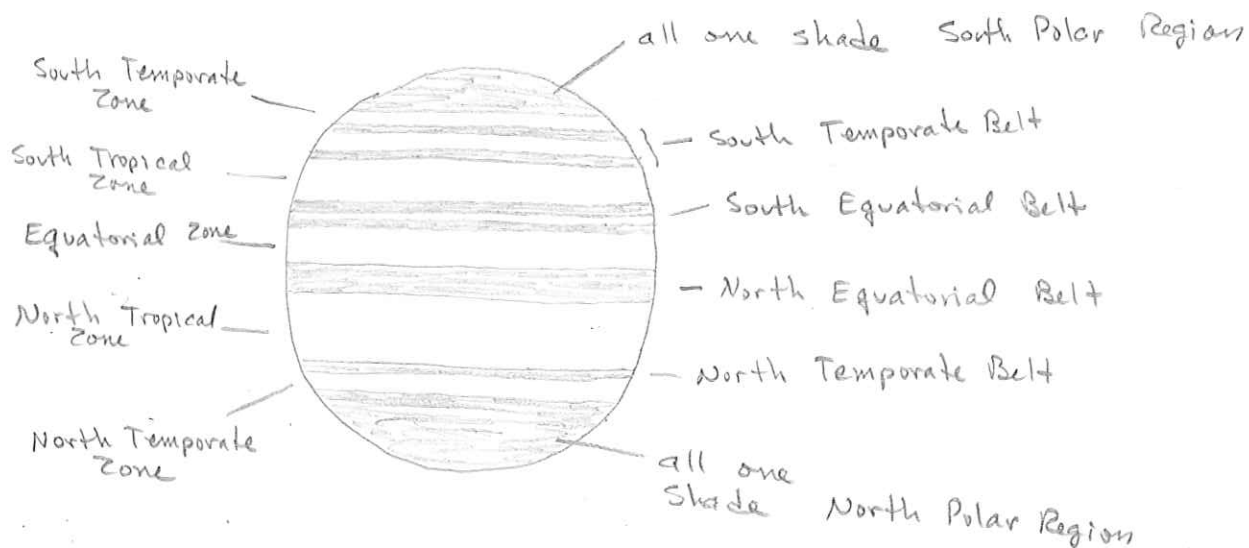 all one shade South Polar Region
South Temporate
Zone
South Temporate Belt
South Tropical
Zone
South Equatorial Belt
Equatorial Zone
North Equatorial Belt
North Tropical
Zone
North Temporate Belt
North Temporate
Zone
all one
Shade North Polar Region